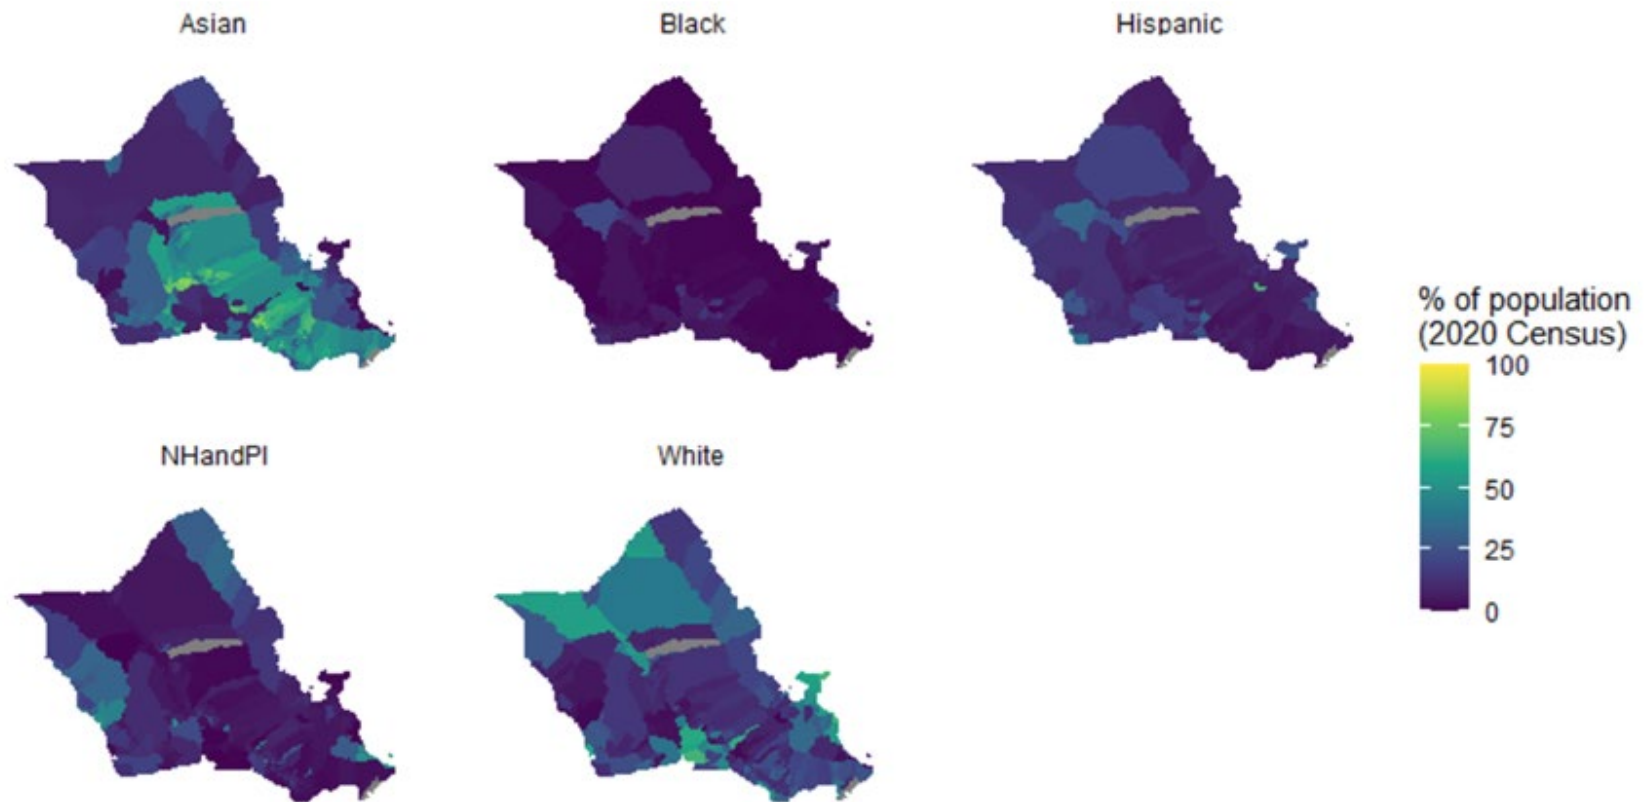 Asian
Black
Hispanic
% of population
(2020 Census)
100
75
50
25
0
NHandPI
White